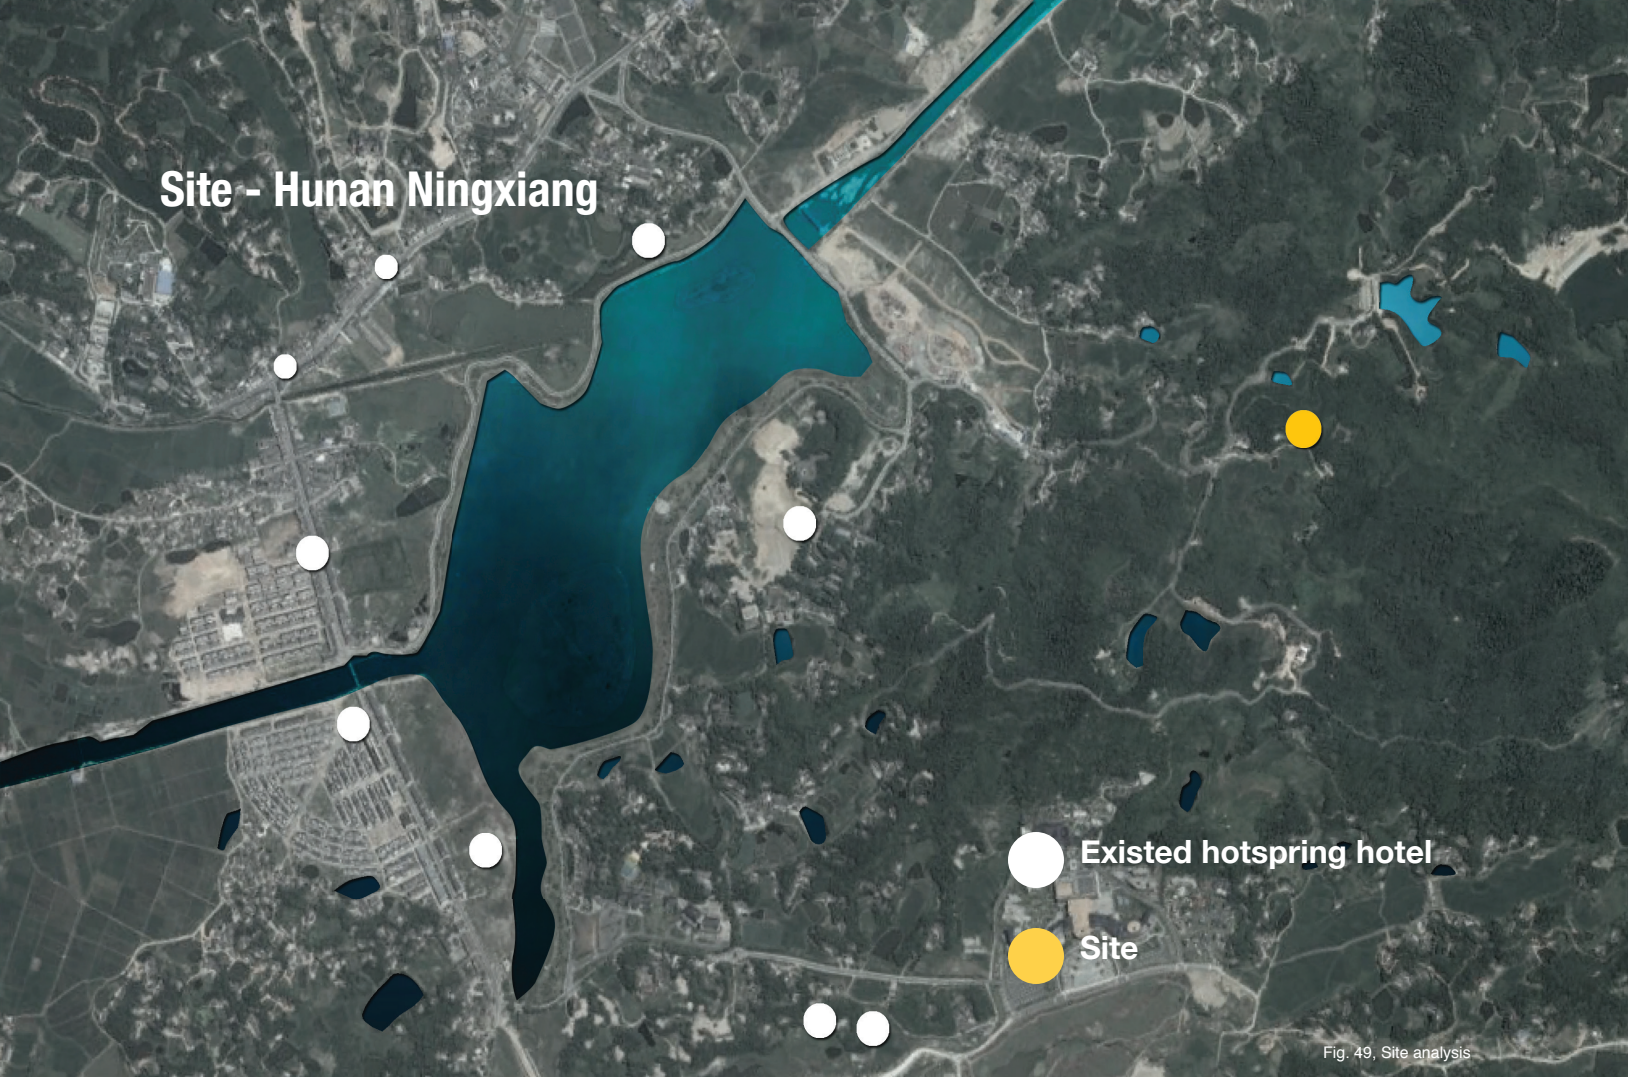 Site - Hunan Ningxiang
Existed hotspring hotel
Site
Fig. 49, Site analysis